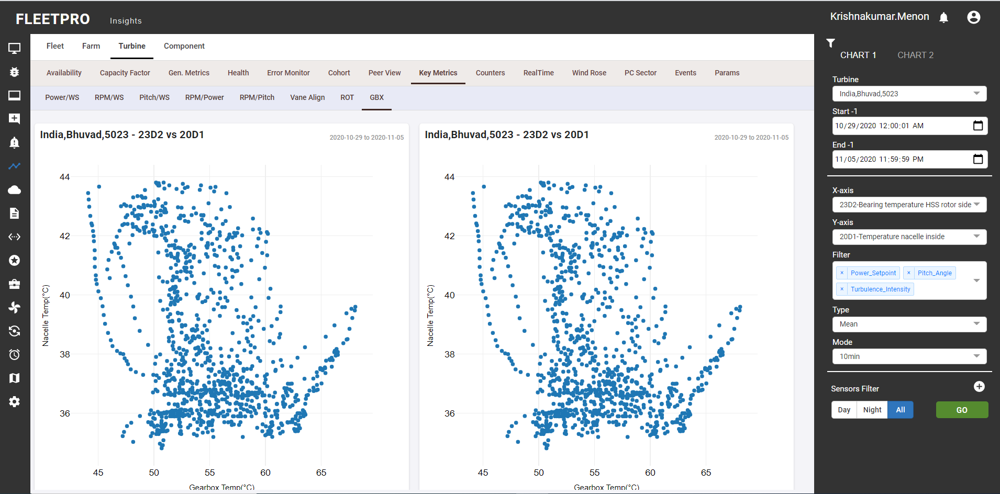 FLEETPRO Insights Krishnakumar.Menon
Fleet Farm Turbine Component
Availability Capacity Factor Gen. Metrics Health Error Monitor Cohort Peer View Key Metrics Counters RealTime Wind Rose PC Sector Events Params
Power/WS RPM/WS Pitch/WS RPM/Power RPM/Pitch Vane Align ROT GBX
India,Bhuvad,5023 - 23D2 vs 20D1
2020-10-29 to 2020-11-05
44
42
40
38
36
Nacelle Temp(°C)
45 50 55 60 65
Gearbox Temp(°C)
India,Bhuvad,5023 - 23D2 vs 20D1
2020-10-29 to 2020-11-05
44
42
40
38
36
Nacelle Temp(°C)
45 50 55 60 65
Gearbox Temp(°C)
CHART 1 CHART 2
Turbine
India,Bhuvad,5023
Start -1
10/29/2020 12:00:01 AM
End -1
11/05/2020 11:59:59 PM
X-axis
23D2-Bearing temperature HSS rotor side
Y-axis
20D1-Temperature nacelle inside
Filter
× Power_Setpoint × Pitch_Angle
× Turbulence_Intensity
Type
Mean
Mode
10min
Sensors Filter
Day Night All GO